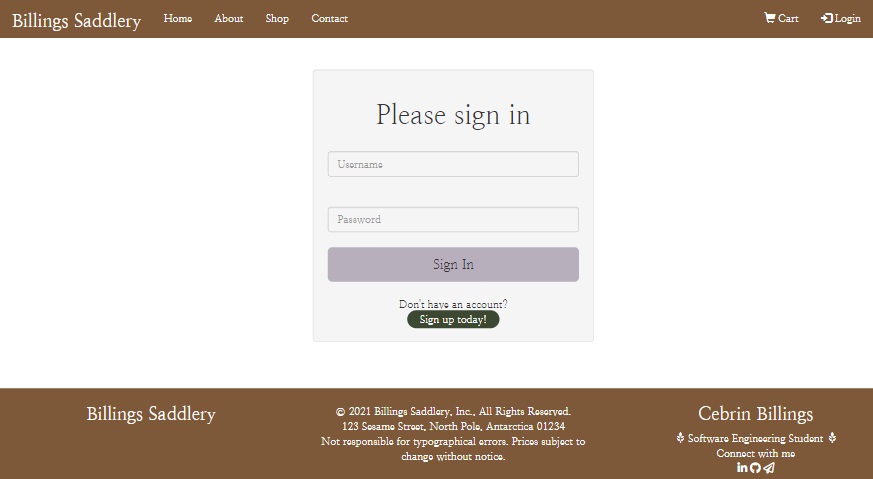 Billings Saddlery Home About Shop Contact Cart Login
Please sign in
Username
Password
Sign In
Don't have an account?
Sign up today!
Billings Saddlery
© 2021 Billings Saddlery, Inc., All Rights Reserved.
123 Sesame Street, North Pole, Antarctica 01234
Not responsible for typographical errors. Prices subject to
change without notice.
Cebrin Billings
Software Engineering Student
Connect with me
in